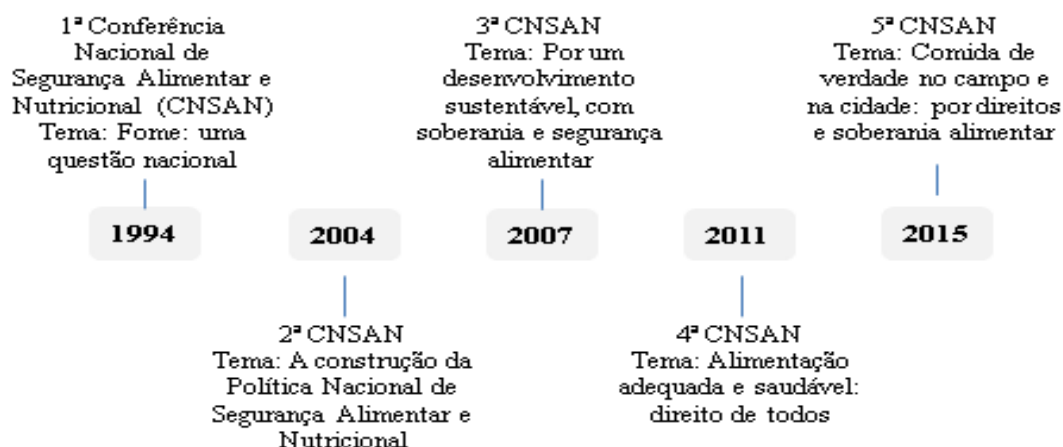 1ª Conferência
Nacional de
Segurança Alimentar e
Nutricional (CNSAN)
Tema: Fome: uma
questão nacional
3ª CNSAN
Tema: Por um
desenvolvimento
sustentável, com
soberania e segurança
alimentar
5ª CNSAN
Tema: Comida de
verdade no campo e
na cidade: por direitos
e soberania alimentar
1994
2004
2007
2011
2015
2ª CNSAN
Tema: A construção da
Política Nacional de
Segurança Alimentar e
Nutricional
4ª CNSAN
Tema: Alimentação
adequada e saudável:
direito de todos